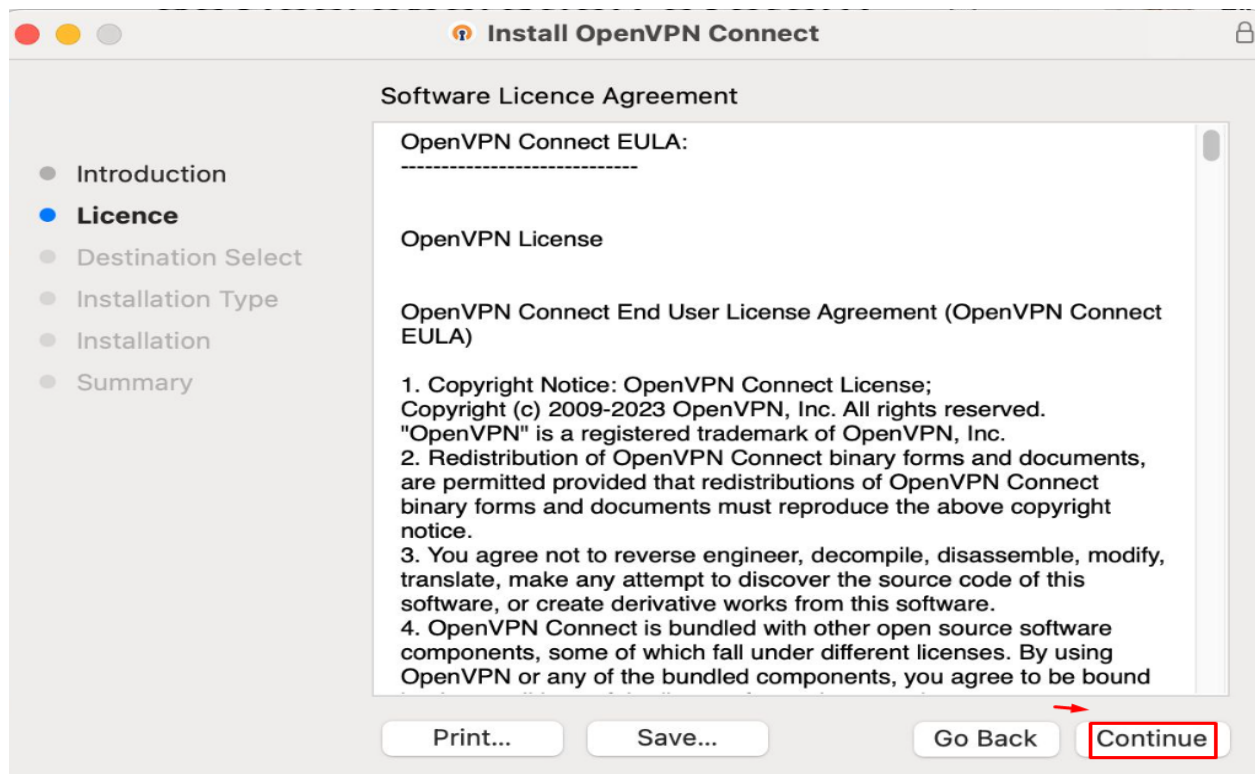 Install OpenVPN Connect
Software Licence Agreement
Introduction
Licence
Destination Select
Installation Type
Installation
Summary
OpenVPN Connect EULA:
-----------------------------
OpenVPN License
OpenVPN Connect End User License Agreement (OpenVPN Connect
EULA)
1. Copyright Notice: OpenVPN Connect License;
Copyright (c) 2009-2023 OpenVPN, Inc. All rights reserved.
"OpenVPN" is a registered trademark of OpenVPN, Inc.
2. Redistribution of OpenVPN Connect binary forms and documents,
are permitted provided that redistributions of OpenVPN Connect
binary forms and documents must reproduce the above copyright
notice.
3. You agree not to reverse engineer, decompile, disassemble, modify,
translate, make any attempt to discover the source code of this
software, or create derivative works from this software.
4. OpenVPN Connect is bundled with other open source software
components, some of which fall under different licenses. By using
OpenVPN or any of the bundled components, you agree to be bound
Print...
Save...
Go Back
Continue